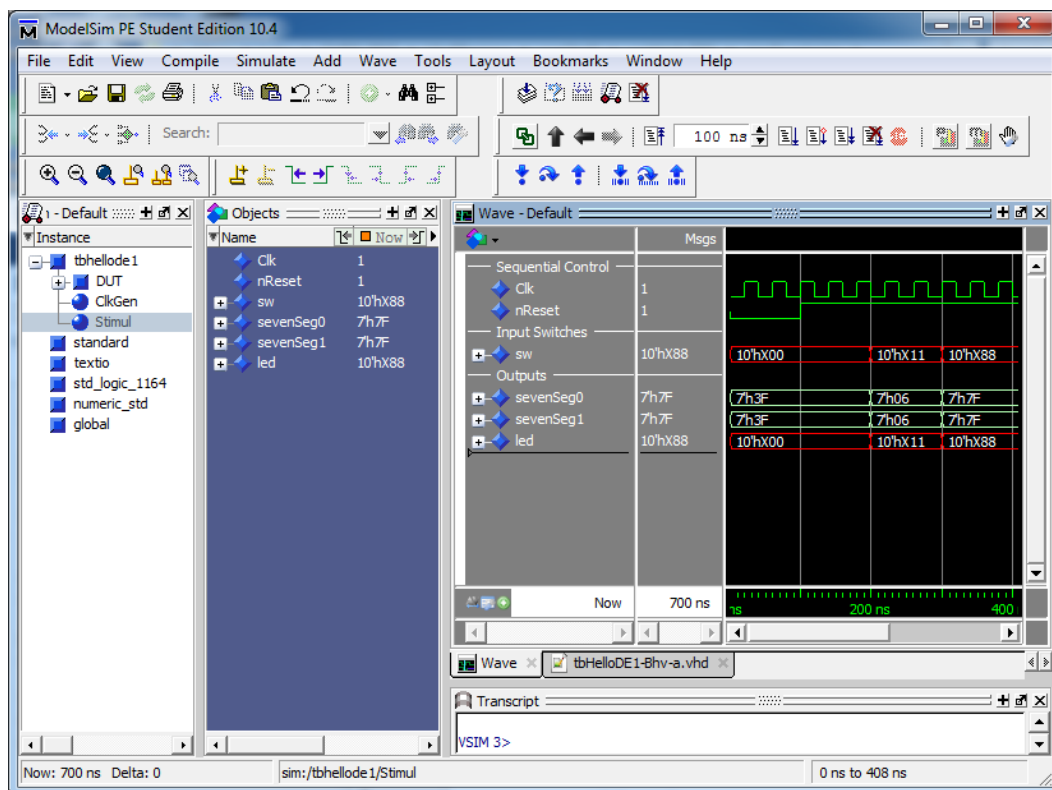 ModelSim PE Student Edition 10.4
File Edit View Compile Simulate Add Wave Tools Layout Bookmarks Window Help
Search:
100 ns
1 - Default
Instance
tbhellode1
DUT
ClkGen
Stimul
standard
textio
std_logic_1164
numeric_std
global
Objects
Name Now
Clk 1
nReset 1
sw 10'hX88
sevenSeg0 7'h7F
sevenSeg1 7'h7F
led 10'hX88
Wave - Default
Msgs
Sequential Control
Clk 1
nReset 1
Input Switches
sw 10'hX88 10'hX00 10'hX11 10'hX88
Outputs
sevenSeg0 7'h7F 7'h3F 7'h06 7'h7F
sevenSeg1 7'h7F 7'h3F 7'h06 7'h7F
led 10'hX88 10'hX00 10'hX11 10'hX88
Now 700 ns ns 200 ns 400
Wave tbHelloDE1-Bhv-a.vhd
Transcript
VSIM 3>
Now: 700 ns Delta: 0 sim:/tbhellode1/Stimul 0 ns to 408 ns